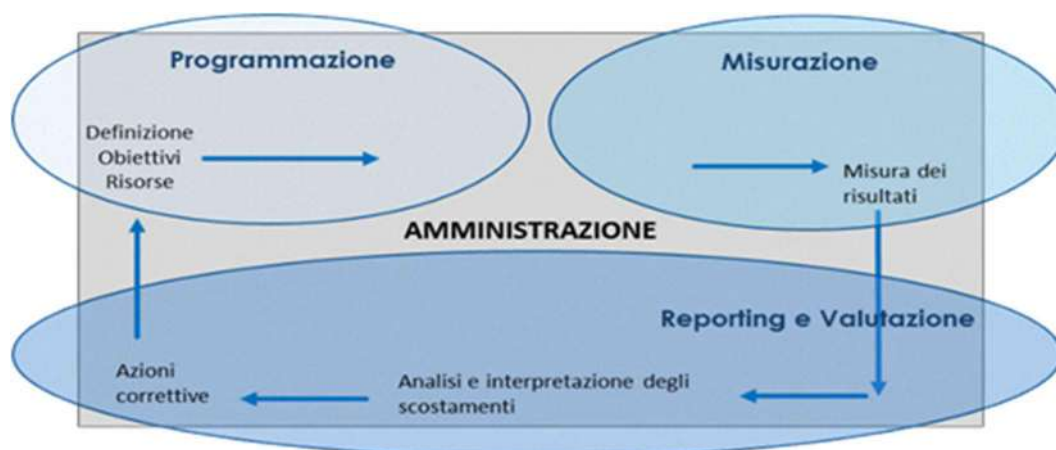 Programmazione
Misurazione
Definizione
Obiettivi
Risorse
Misura dei
risultati
AMMINISTRAZIONE
Reporting e Valutazione
Azioni
correttive
Analisi e interpretazione degli
scostamenti